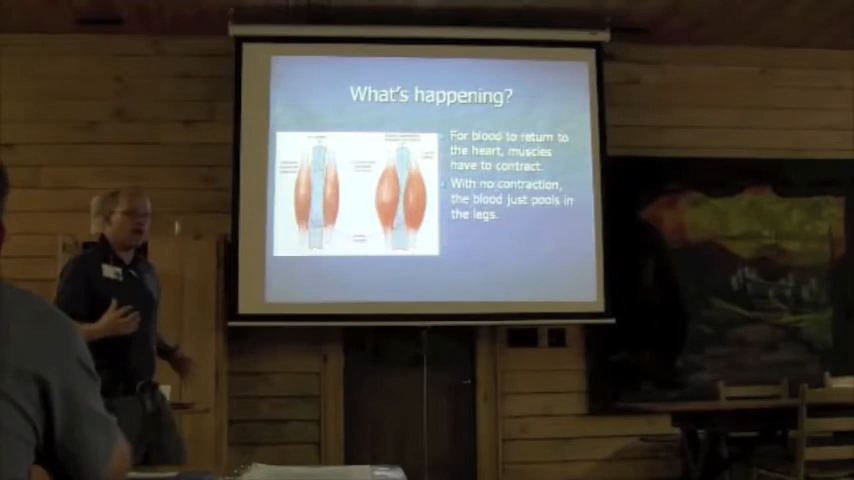 What's happening?
For blood to return to
the heart, muscles
have to contract.
With no contraction,
the blood just pools in
the legs.